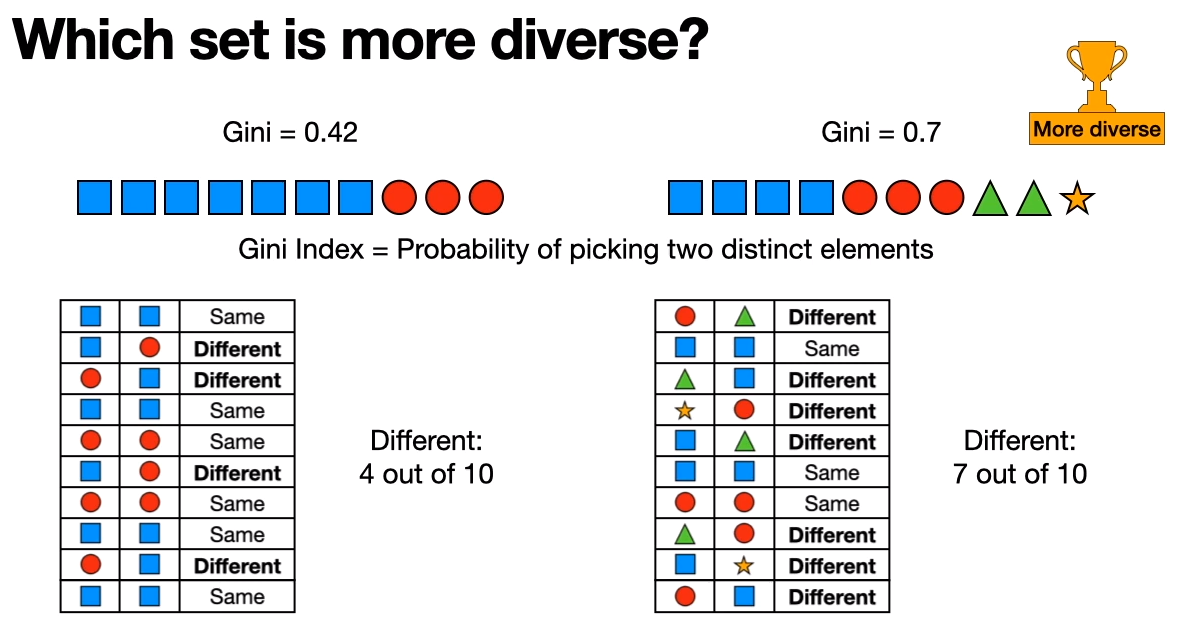 Which set is more diverse?
Gini = 0.42
Gini = 0.7
More diverse
Gini Index = Probability of picking two distinct elements
Same
Different
Different
Same
Same
Different
Same
Same
Different
Same
Different:
4 out of 10
Different
Same
Different
Different
Different
Same
Same
Different
Different
Different
Different:
7 out of 10